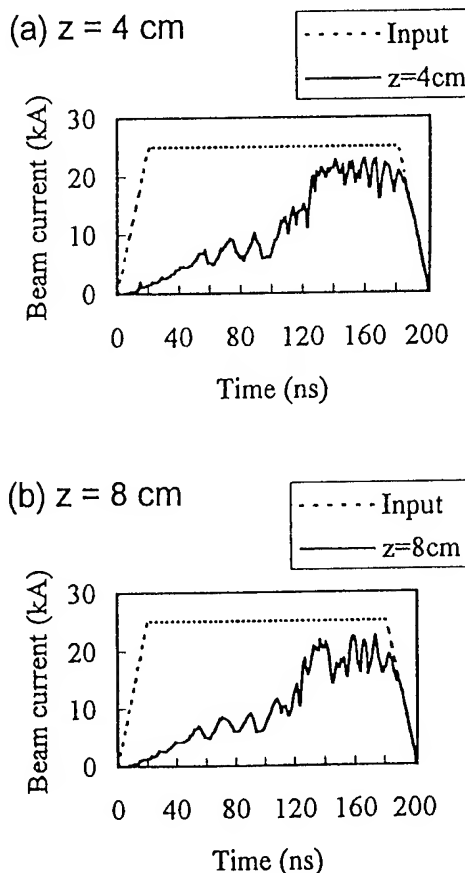 (a) z = 4 cm
Input
z=4cm
Beam current (kA)
30
20
10
0
0 40 80 120 160 200
Time (ns)
(b) z = 8 cm
Input
z=8cm
Beam current (kA)
30
20
10
0
0 40 80 120 160 200
Time (ns)